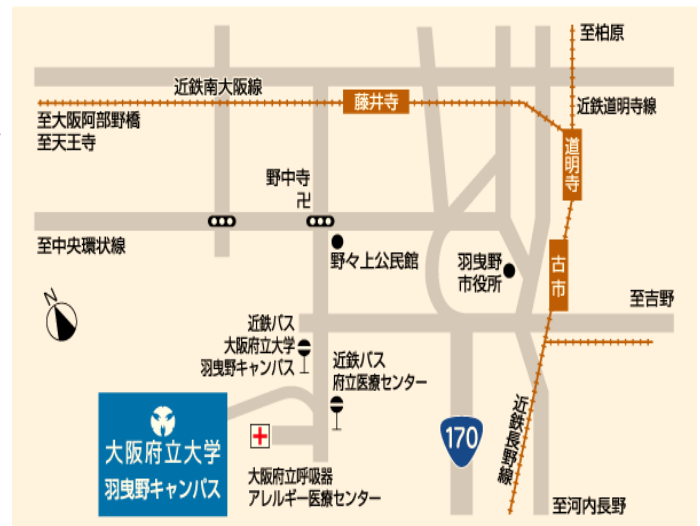 至柏原
近鉄南大阪線
藤井寺
近鉄道明寺線
至大阪阿部野橋
至天王寺
道明寺
野中寺
卍
至中央環状線
野々上公民館
羽曳野
市役所
古市
至吉野
N
近鉄バス
大阪府立大学
羽曳野キャンパス
近鉄バス
府立医療センター
170
近鉄長野線
大阪府立大学
羽曳野キャンパス
大阪府立呼吸器
アレルギー医療センター
至河内長野